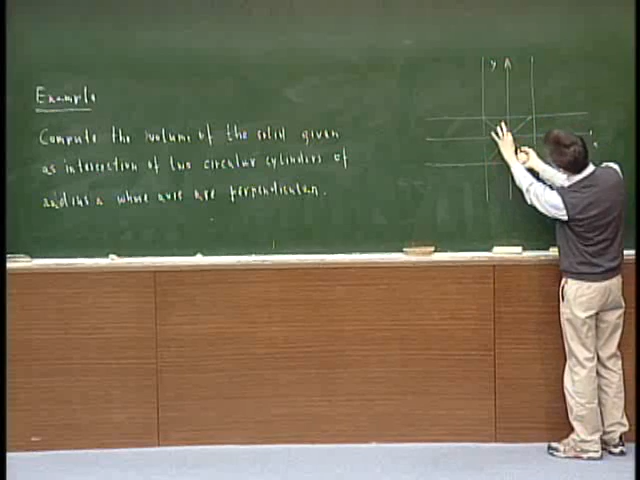 Example
Compute the volume of the solid given
as intersection of two circular cylinders of
radius a whose axis are perpendicular.
y